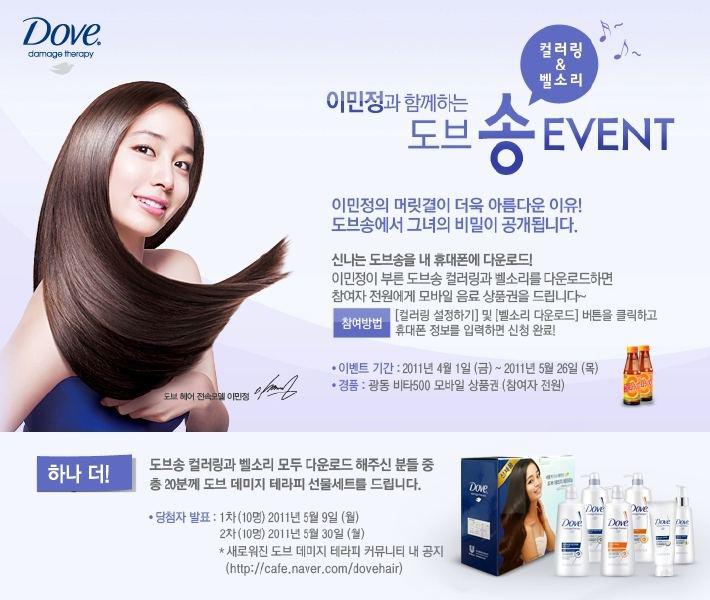 Dove.
damage therapy
컬러링
&
벨소리
이민정과 함께하는
도브 송 EVENT
이민정의 머릿결이 더욱 아름다운 이유!
도브송에서 그녀의 비밀이 공개됩니다.
신나는 도브송을 내 휴대폰에 다운로드!
이민정이 부른 도브송 컬러링과 벨소리를 다운로드하면
참여자 전원에게 모바일 음료 상품권을 드립니다~
참여방법
[컬러링 설정하기] 및 [벨소리 다운로드] 버튼을 클릭하고
휴대폰 정보를 입력하면 신청 완료!
• 이벤트 기간 : 2011년 4월 1일 (금) ~ 2011년 5월 26일 (목)
• 경품 : 광동 비타500 모바일 상품권 (참여자 전원)
도브 헤어 전속모델 이민정
하나 더!
도브송 컬러링과 벨소리 모두 다운로드 해주신 분들 중
총 20분께 도브 데미지 테라피 선물세트를 드립니다.
• 당첨자 발표 : 1차(10명) 2011년 5월 9일 (월)
2차(10명) 2011년 5월 30일 (월)
* 새로워진 도브 데미지 테라피 커뮤니티 내 공지
(http://cafe.naver.com/dovehair)
Dove
Dove
Dove
Dove
Dove
Dove
Dove